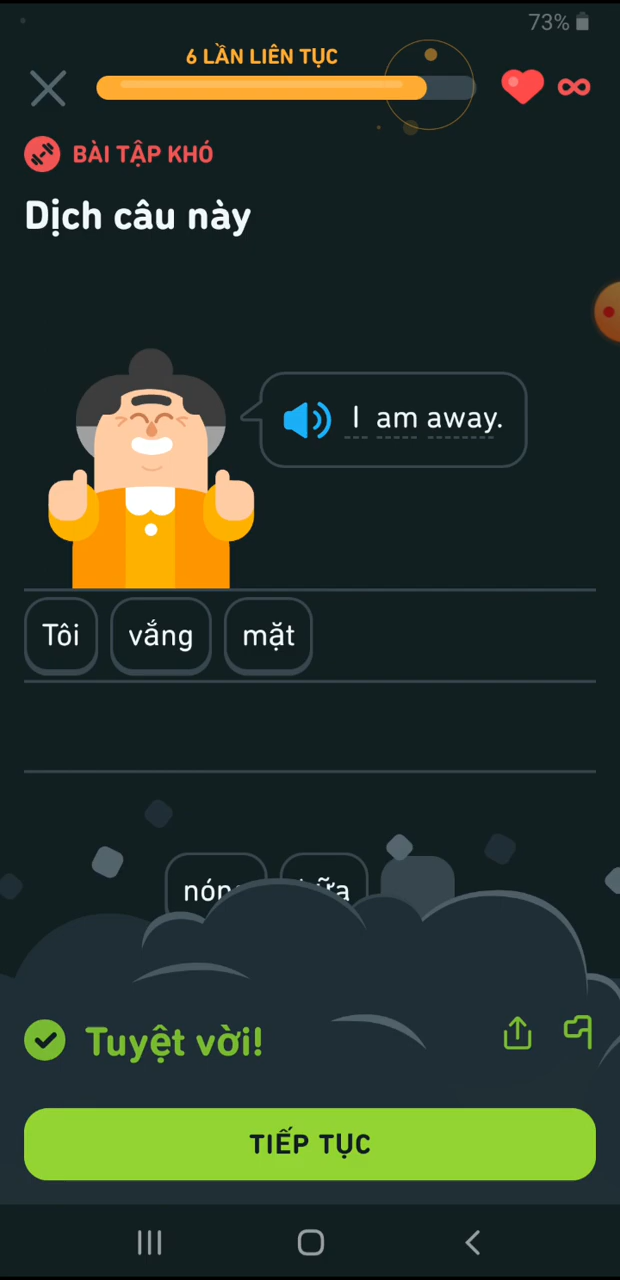 73%
6 LẦN LIÊN TỤC
BÀI TẬP KHÓ
Dịch câu này
I am away.
Tôi vắng mặt
Tuyệt vời!
TIẾP TỤC